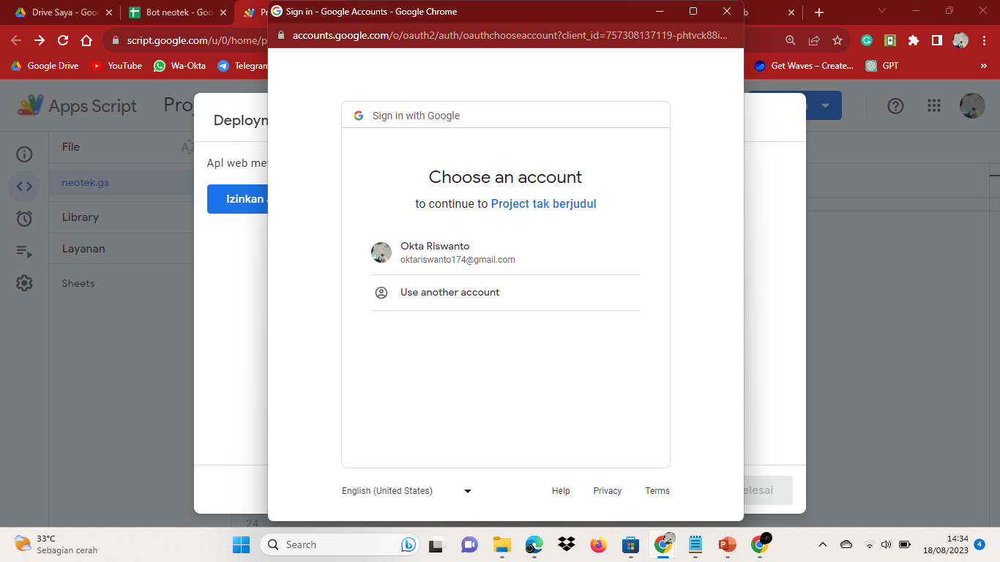 Sign in - Google Accounts - Google Chrome
Drive Saya - Goo
Bot neotek - Goo
accounts.google.com/o/oauth2/auth/oauthchooseaccount?client_id=757308137119-phtvck88i...
script.google.com/u/0/home/p
Google Drive
YouTube
Wa-Okta
Telegram
Get Waves – Create...
GPT
»
Apps Script
Proj
Deployn
File
AZ
Apl web me
neotek.gs
Izinkan a
Library
Layanan
Sheets
Sign in with Google
Choose an account
to continue to Project tak berjudul
Okta Riswanto
oktariswanto174@gmail.com
Use another account
English (United States)
Help
Privacy
Terms
elesai
24
33°C
Sebagian cerah
Search
14:34
18/08/2023
4